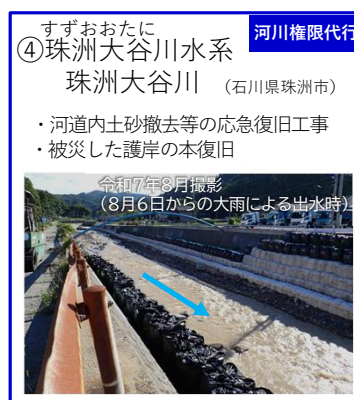 河川権限代行
すずおおたに
④珠洲大谷川水系
珠洲大谷川 (石川県珠洲市)
・河道内土砂撤去等の応急復旧工事
・被災した護岸の本復旧
令和7年8月撮影
(8月6日からの大雨による出水時)